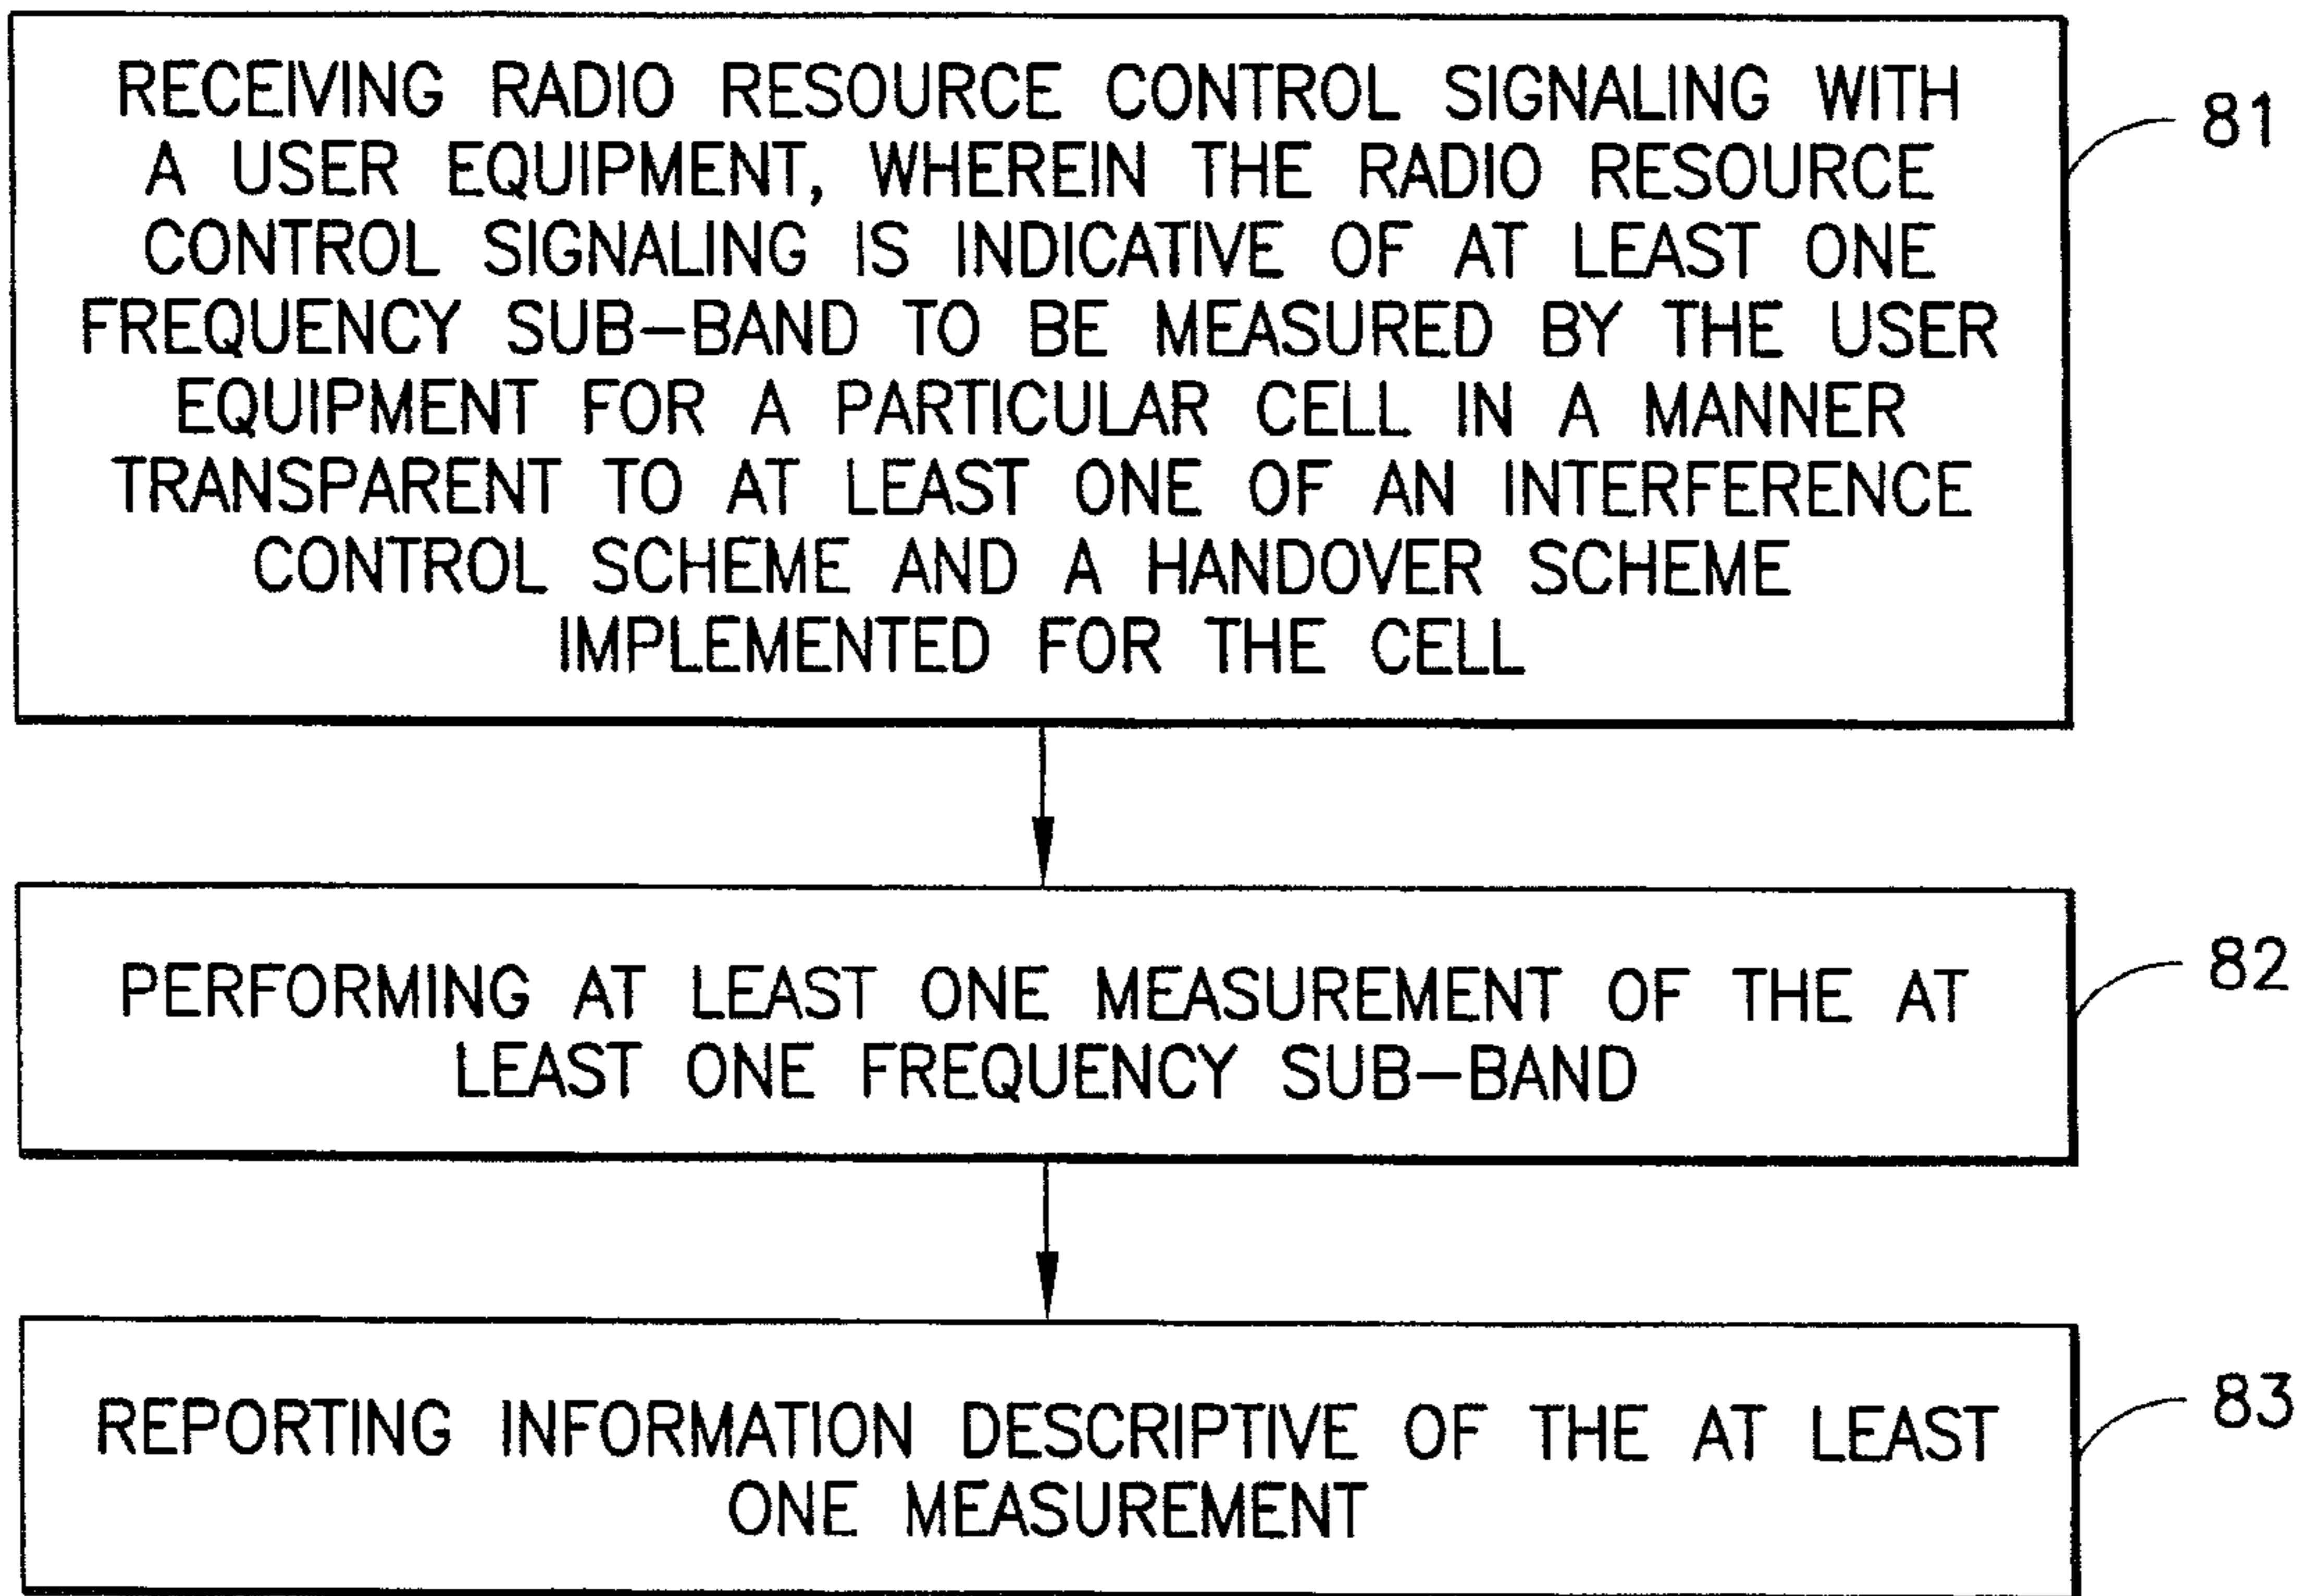 RECEIVING RADIO RESOURCE CONTROL SIGNALING WITH
A USER EQUIPMENT, WHEREIN THE RADIO RESOURCE
CONTROL SIGNALING IS INDICATIVE OF AT LEAST ONE
FREQUENCY SUB-BAND TO BE MEASURED BY THE USER
EQUIPMENT FOR A PARTICULAR CELL IN A MANNER
TRANSPARENT TO AT LEAST ONE OF AN INTERFERENCE
CONTROL SCHEME AND A HANDOVER SCHEME
IMPLEMENTED FOR THE CELL
81
PERFORMING AT LEAST ONE MEASUREMENT OF THE AT
LEAST ONE FREQUENCY SUB-BAND
82
REPORTING INFORMATION DESCRIPTIVE OF THE AT LEAST
ONE MEASUREMENT
83